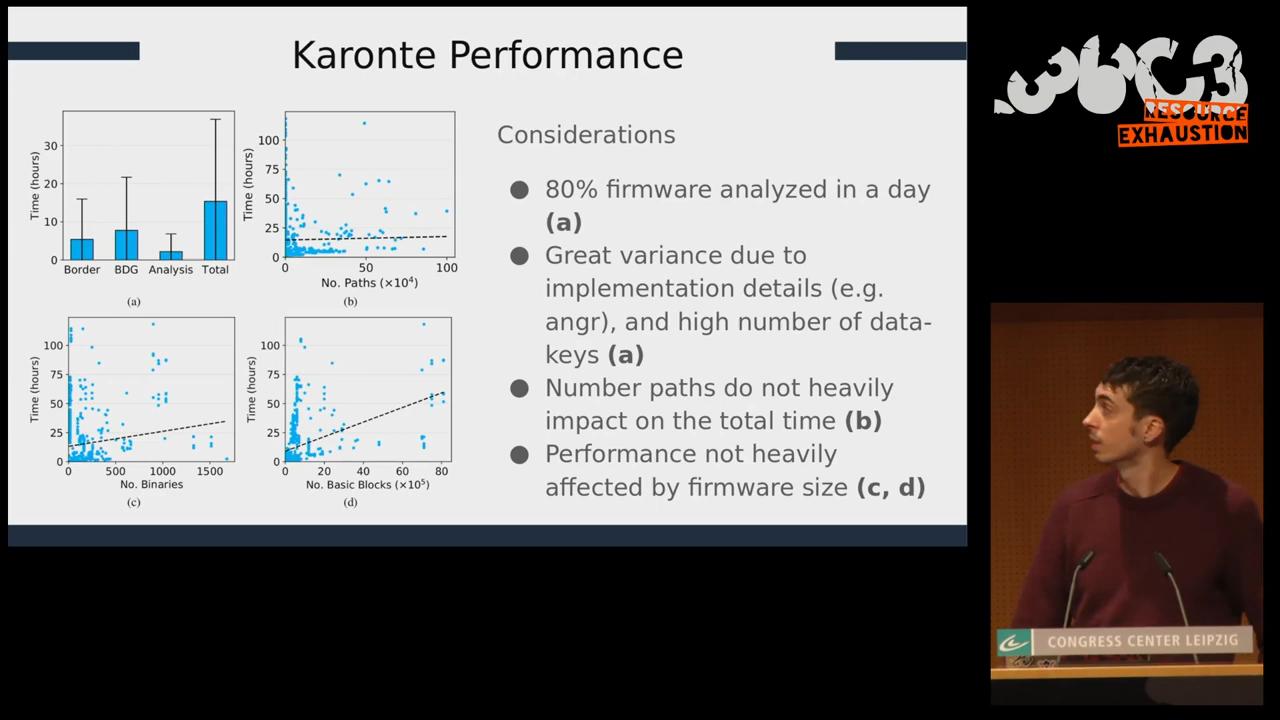 Karonte Performance
Time (hours)
30
20
10
0
Border BDG Analysis Total
(a)
Time (hours)
100
75
50
25
0
0 50 100
No. Paths (×10⁴)
(b)
Time (hours)
100
75
50
25
0
0 500 1000 1500
No. Binaries
(c)
Time (hours)
100
75
50
25
0
0 20 40 60 80
No. Basic Blocks (×10⁵)
(d)
Considerations
● 80% firmware analyzed in a day
(a)
● Great variance due to
implementation details (e.g.
angr), and high number of data-
keys (a)
● Number paths do not heavily
impact on the total time (b)
● Performance not heavily
affected by firmware size (c, d)
36C3
RESOURCE
EXHAUSTION
CONGRESS CENTER LEIPZIG